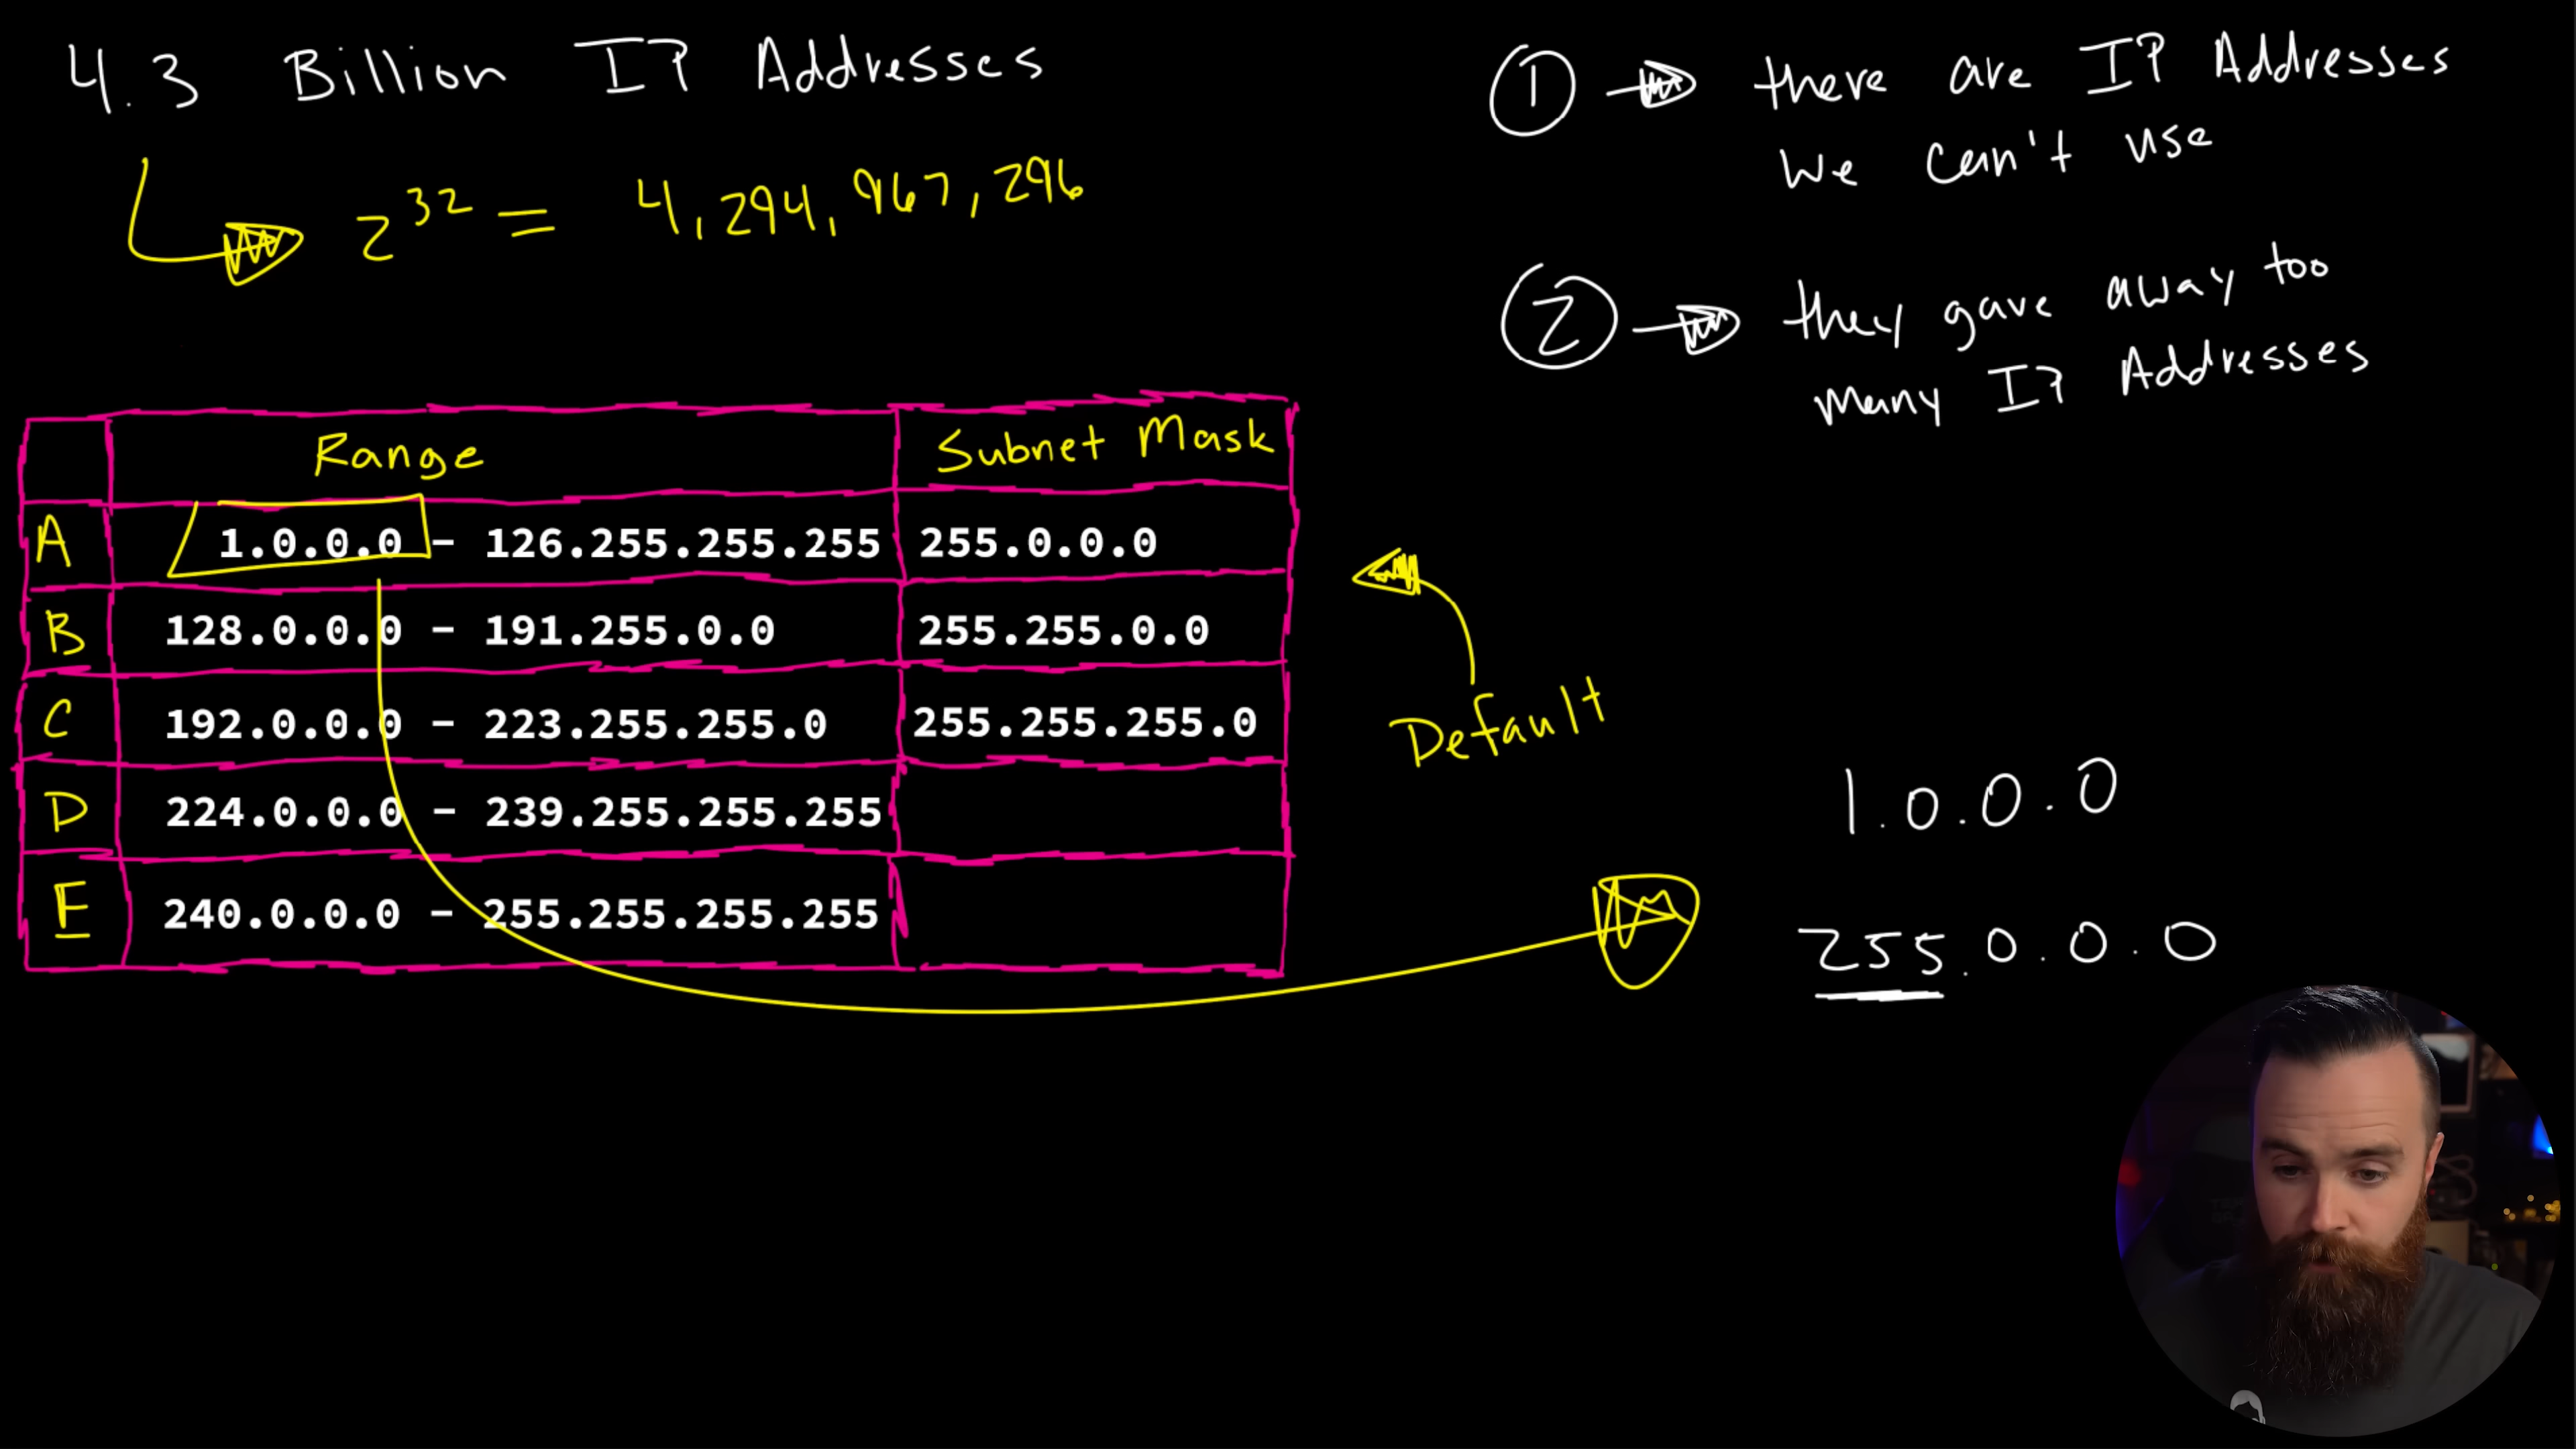 4.3 Billion IP Addresses
2^32 = 4,294,967,296
1 there are IP Addresses
we can't use
2 they gave away too
many IP Addresses
Range Subnet Mask
A 1.0.0.0 - 126.255.255.255 255.0.0.0
B 128.0.0.0 - 191.255.0.0 255.255.0.0
C 192.0.0.0 - 223.255.255.0 255.255.255.0
D 224.0.0.0 - 239.255.255.255
E 240.0.0.0 - 255.255.255.255
Default
1.0.0.0
255.0.0.0